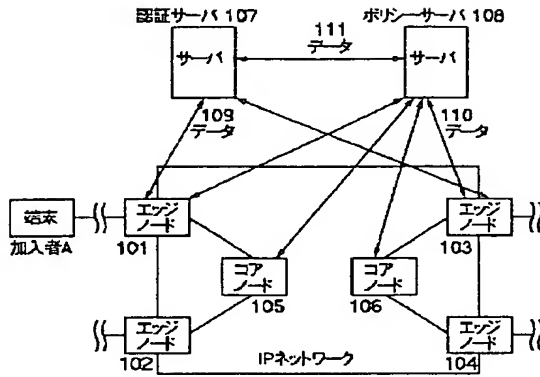 認証サーバ 107
ポリシーサーバ 108
111
データ
サーバ
サーバ
109
データ
110
データ
端末
加入者A
エッジ
ノード
101
エッジ
ノード
103
コア
ノード
105
コア
ノード
106
エッジ
ノード
102
IPネットワーク
エッジ
ノード
104